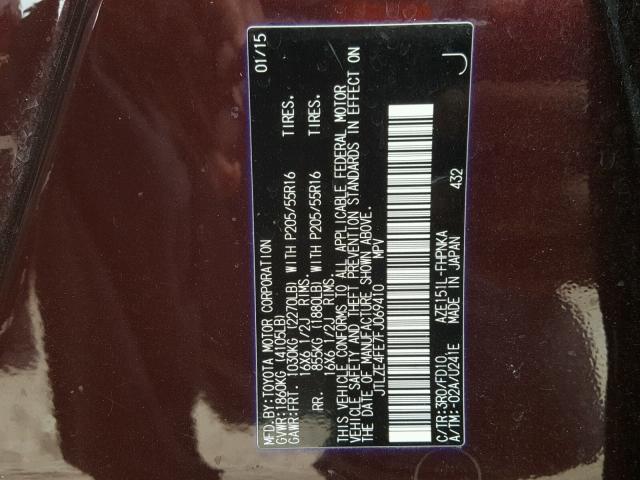 MFD.BY:TOYOTA MOTOR CORPORATION 01/15
GVWR:1860KG (4105LB)
GAWR:FRT. 1030KG (2270LB) WITH P205/55R16 TIRES.
16X6 1/2J RIMS.
RR. 855KG (1880LB) WITH P205/55R16 TIRES.
16X6 1/2J RIMS.
THIS VEHICLE CONFORMS TO ALL APPLICABLE FEDERAL MOTOR
VEHICLE SAFETY AND THEFT PREVENTION STANDARDS IN EFFECT ON
THE DATE OF MANUFACTURE SHOWN ABOVE.
JTLZE4FE7FJ069410 MPV
C/TR:3R0/FD10 AZE151L-FHPNKA 432 J
A/TM:-02A/U241E MADE IN JAPAN